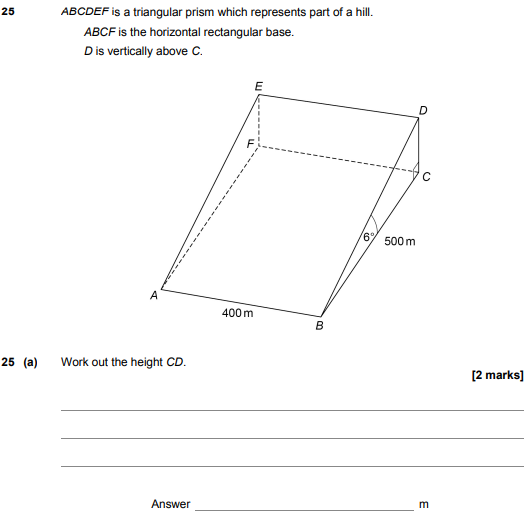 25 ABCDEF is a triangular prism which represents part of a hill.
ABCF is the horizontal rectangular base.
D is vertically above C.
E
D
F
C
6°
500 m
A
400 m
B
25 (a) Work out the height CD.
[2 marks]
Answer m